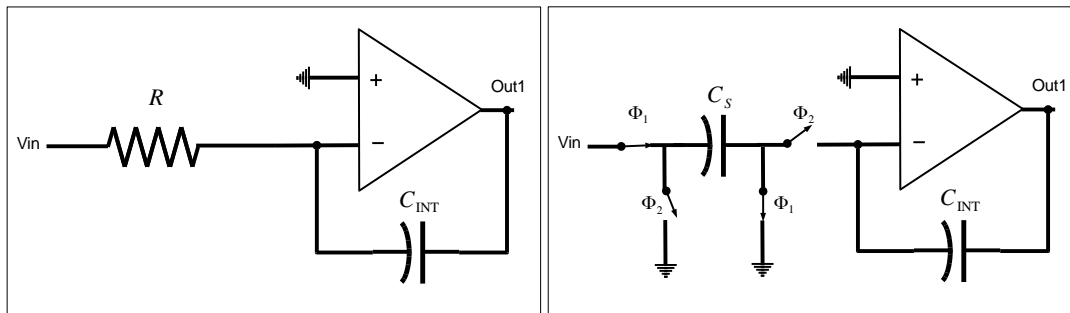 R
Vin
+
−
Out1
C_INT
Vin
Φ₁
C_S
Φ₂
Φ₂
Φ₁
+
−
Out1
C_INT